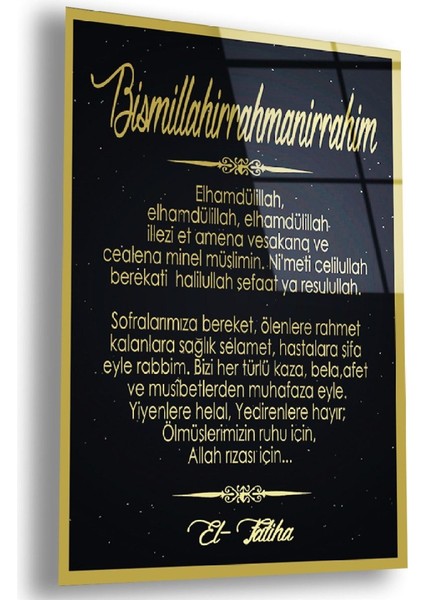 Bismillahirrahmanirrahim
Elhamdülillah,
elhamdülillah, elhamdülillah
illezi et amena vesakana ve
cealena minel müslimin. Ni'meti celilullah
berekati halilullah şefaat ya resulullah.
Sofralarımıza bereket, ölenlere rahmet
kalanlara sağlık selamet, hastalara şifa
eyle rabbim. Bizi her türlü kaza, bela,afet
ve musîbetlerden muhafaza eyle.
Yiyenlere helal, Yedirenlere hayır;
Ölmüşlerimizin ruhu için,
Allah rızası için...
El- Fatiha